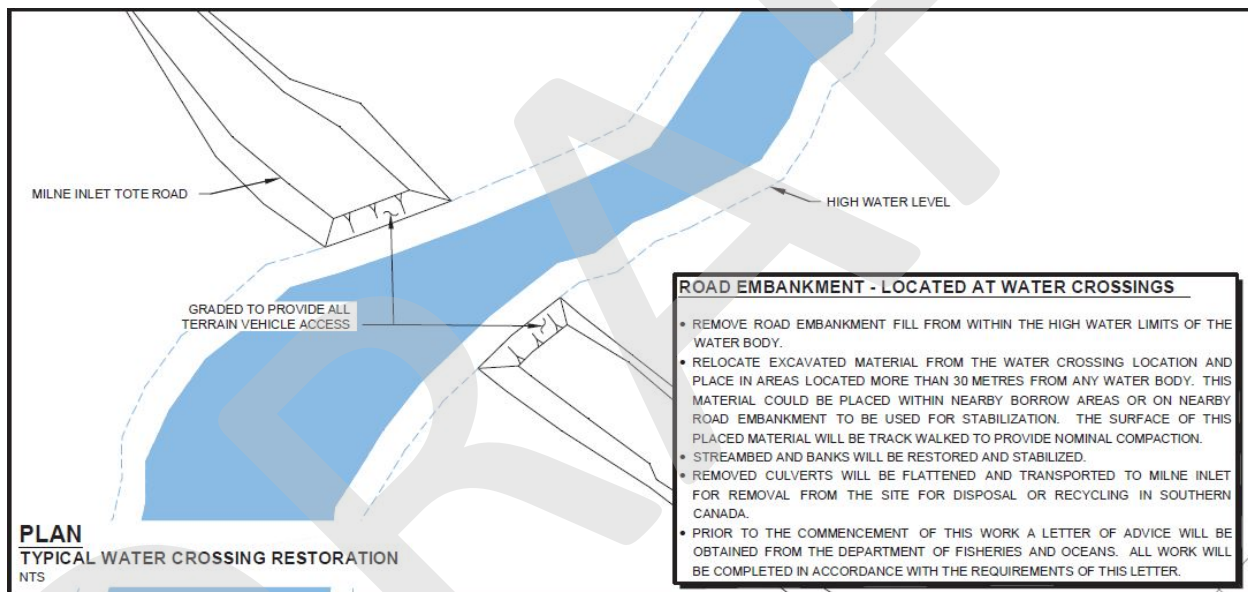 MILNE INLET TOTE ROAD
HIGH WATER LEVEL
GRADED TO PROVIDE ALL
TERRAIN VEHICLE ACCESS
ROAD EMBANKMENT - LOCATED AT WATER CROSSINGS
• REMOVE ROAD EMBANKMENT FILL FROM WITHIN THE HIGH WATER LIMITS OF THE
WATER BODY.
• RELOCATE EXCAVATED MATERIAL FROM THE WATER CROSSING LOCATION AND
PLACE IN AREAS LOCATED MORE THAN 30 METRES FROM ANY WATER BODY. THIS
MATERIAL COULD BE PLACED WITHIN NEARBY BORROW AREAS OR ON NEARBY
ROAD EMBANKMENT TO BE USED FOR STABILIZATION. THE SURFACE OF THIS
PLACED MATERIAL WILL BE TRACK WALKED TO PROVIDE NOMINAL COMPACTION.
• STREAMBED AND BANKS WILL BE RESTORED AND STABILIZED.
• REMOVED CULVERTS WILL BE FLATTENED AND TRANSPORTED TO MILNE INLET
FOR REMOVAL FROM THE SITE FOR DISPOSAL OR RECYCLING IN SOUTHERN
CANADA.
• PRIOR TO THE COMMENCEMENT OF THIS WORK A LETTER OF ADVICE WILL BE
OBTAINED FROM THE DEPARTMENT OF FISHERIES AND OCEANS. ALL WORK WILL
BE COMPLETED IN ACCORDANCE WITH THE REQUIREMENTS OF THIS LETTER.
PLAN
TYPICAL WATER CROSSING RESTORATION
NTS